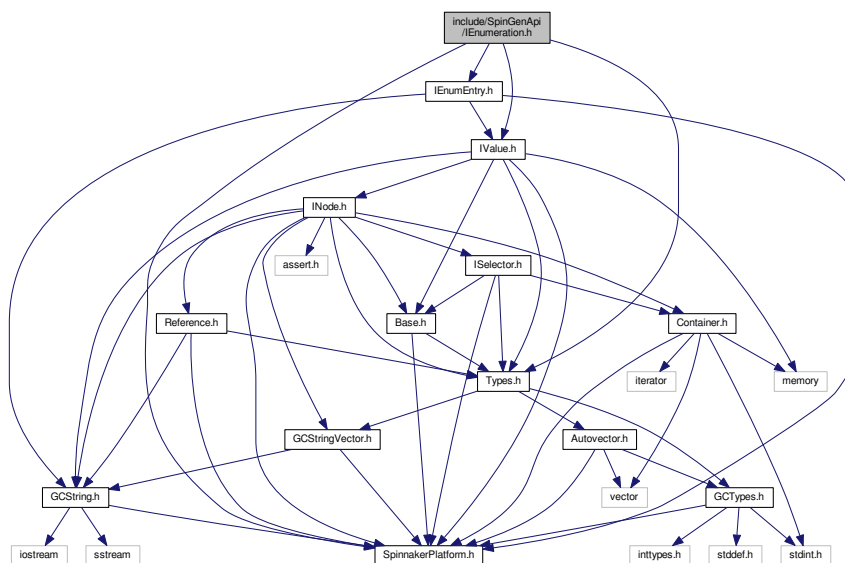 include/SpinGenApi
/IEnumeration.h
IEnumEntry.h
IValue.h
INode.h
assert.h
ISelector.h
Reference.h
Base.h
Container.h
Types.h
iterator
memory
GCStringVector.h
Autovector.h
GCString.h
vector
GCTypes.h
iostream
sstream
SpinnakerPlatform.h
inttypes.h
stddef.h
stdint.h